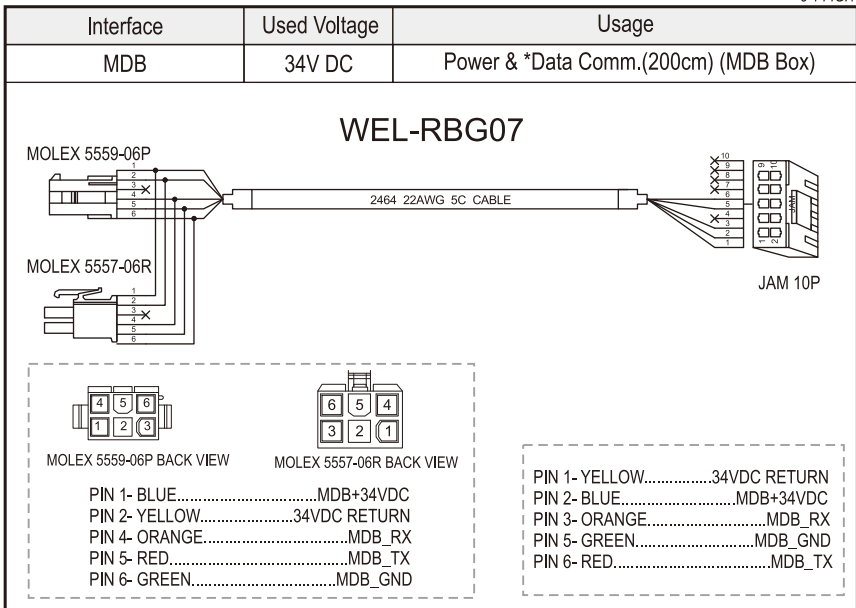 Interface Used Voltage Usage
MDB 34V DC Power & *Data Comm.(200cm) (MDB Box)
WEL-RBG07
MOLEX 5559-06P
1
2
3
4
5
6
2464 22AWG 5C CABLE
10
9
8
7
6
5
4
3
2
1
9 10
JAM
1 2
JAM 10P
MOLEX 5557-06R
1
2
3
4
5
6
4 5 6
1 2 3
MOLEX 5559-06P BACK VIEW
6 5 4
3 2 1
MOLEX 5557-06R BACK VIEW
PIN 1- BLUE..............................MDB+34VDC
PIN 2- YELLOW....................34VDC RETURN
PIN 4- ORANGE...............................MDB_RX
PIN 5- RED.......................................MDB_TX
PIN 6- GREEN................................MDB_GND
PIN 1- YELLOW...............34VDC RETURN
PIN 2- BLUE.........................MDB+34VDC
PIN 3- ORANGE..........................MDB_RX
PIN 5- GREEN...........................MDB_GND
PIN 6- RED..................................MDB_TX